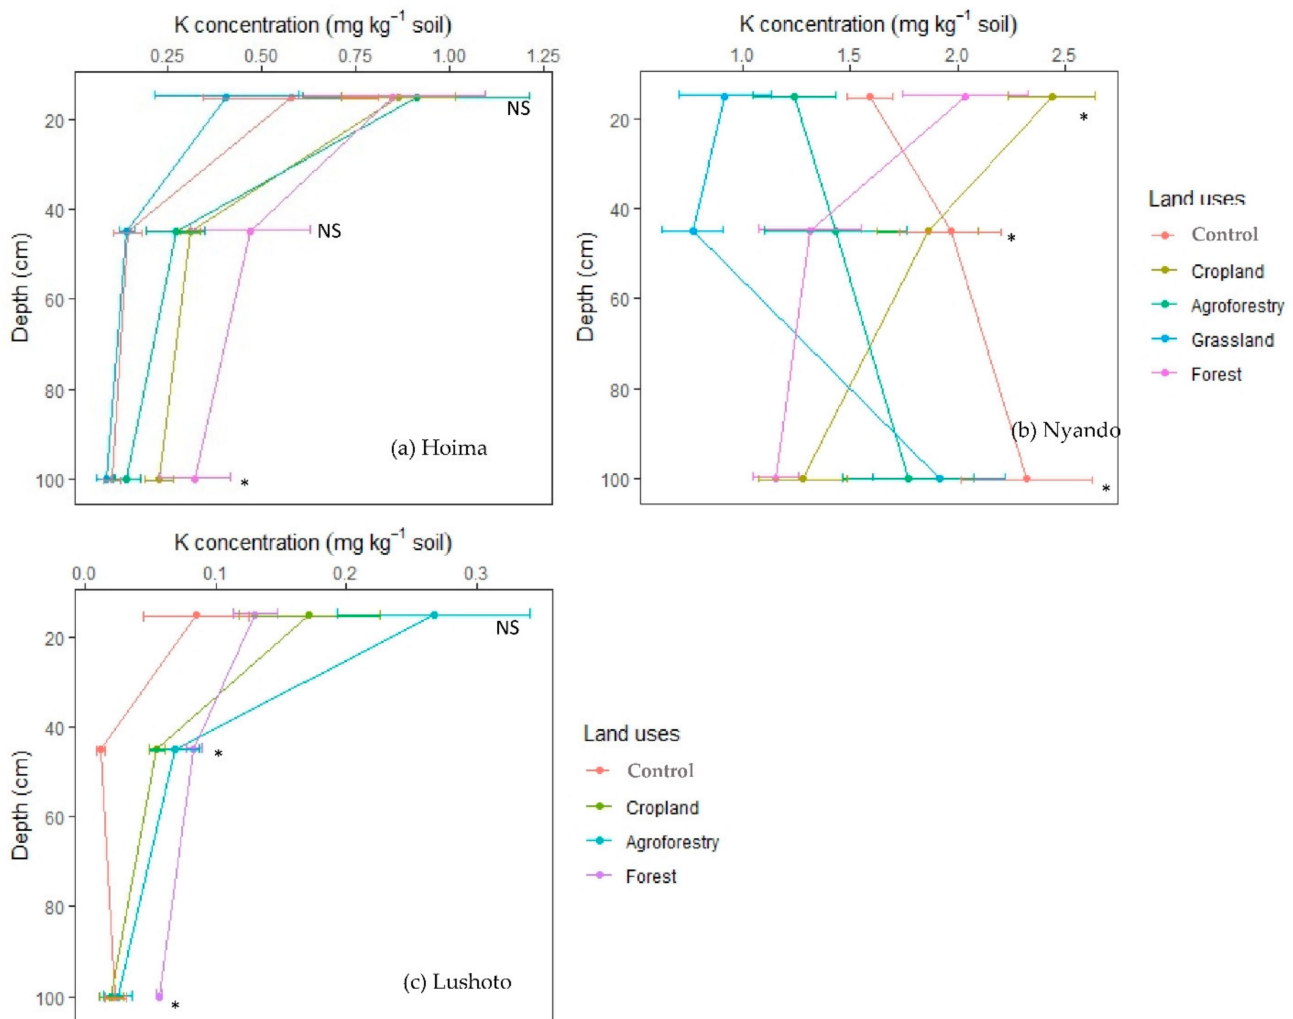 K concentration (mg kg⁻¹ soil)
0.25 0.50 0.75 1.00 1.25
Depth (cm)
20
40
60
80
100
NS
NS
*
(a) Hoima
K concentration (mg kg⁻¹ soil)
1.0 1.5 2.0 2.5
Depth (cm)
20
40
60
80
100
*
*
*
(b) Nyando
Land uses
Control
Cropland
Agroforestry
Grassland
Forest
K concentration (mg kg⁻¹ soil)
0.0 0.1 0.2 0.3
Depth (cm)
20
40
60
80
100
NS
*
*
(c) Lushoto
Land uses
Control
Cropland
Agroforestry
Forest